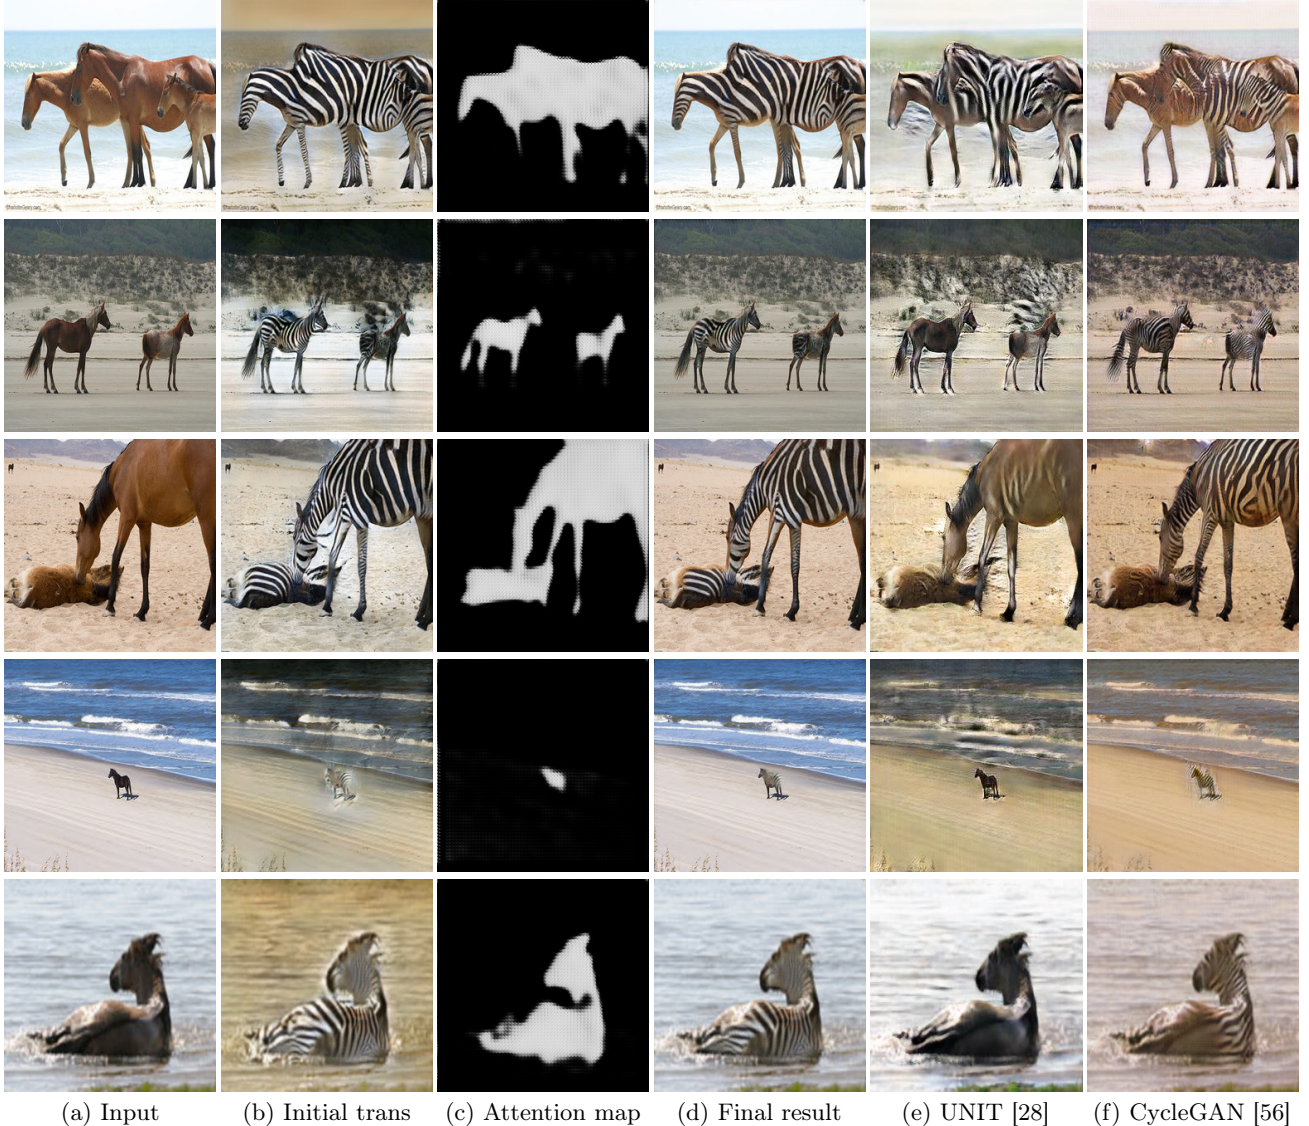 (a) Input (b) Initial trans (c) Attention map (d) Final result (e) UNIT [28] (f) CycleGAN [56]